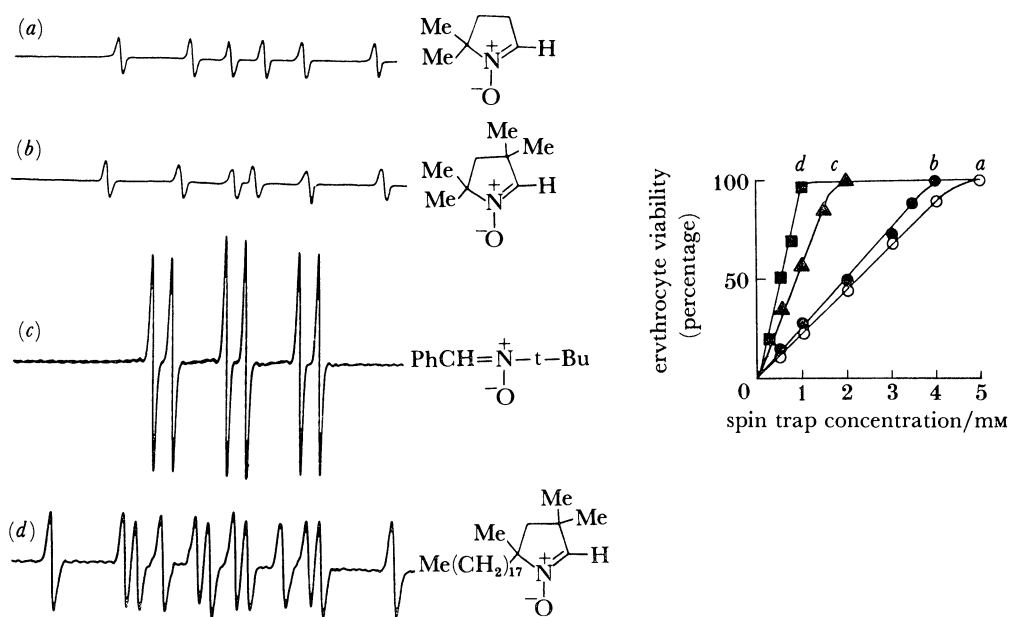 (a)
Me
Me
N
+
H
−O
(b)
Me
Me
Me
Me
N
+
H
−O
(c)
PhCH=N−t−Bu
+
−O
(d)
Me
Me
Me
Me(CH2)17
N
+
H
−O
d c b a
100
50
0 1 2 3 4 5
ervthrocyte viability
(percentage)
spin trap concentration/mM